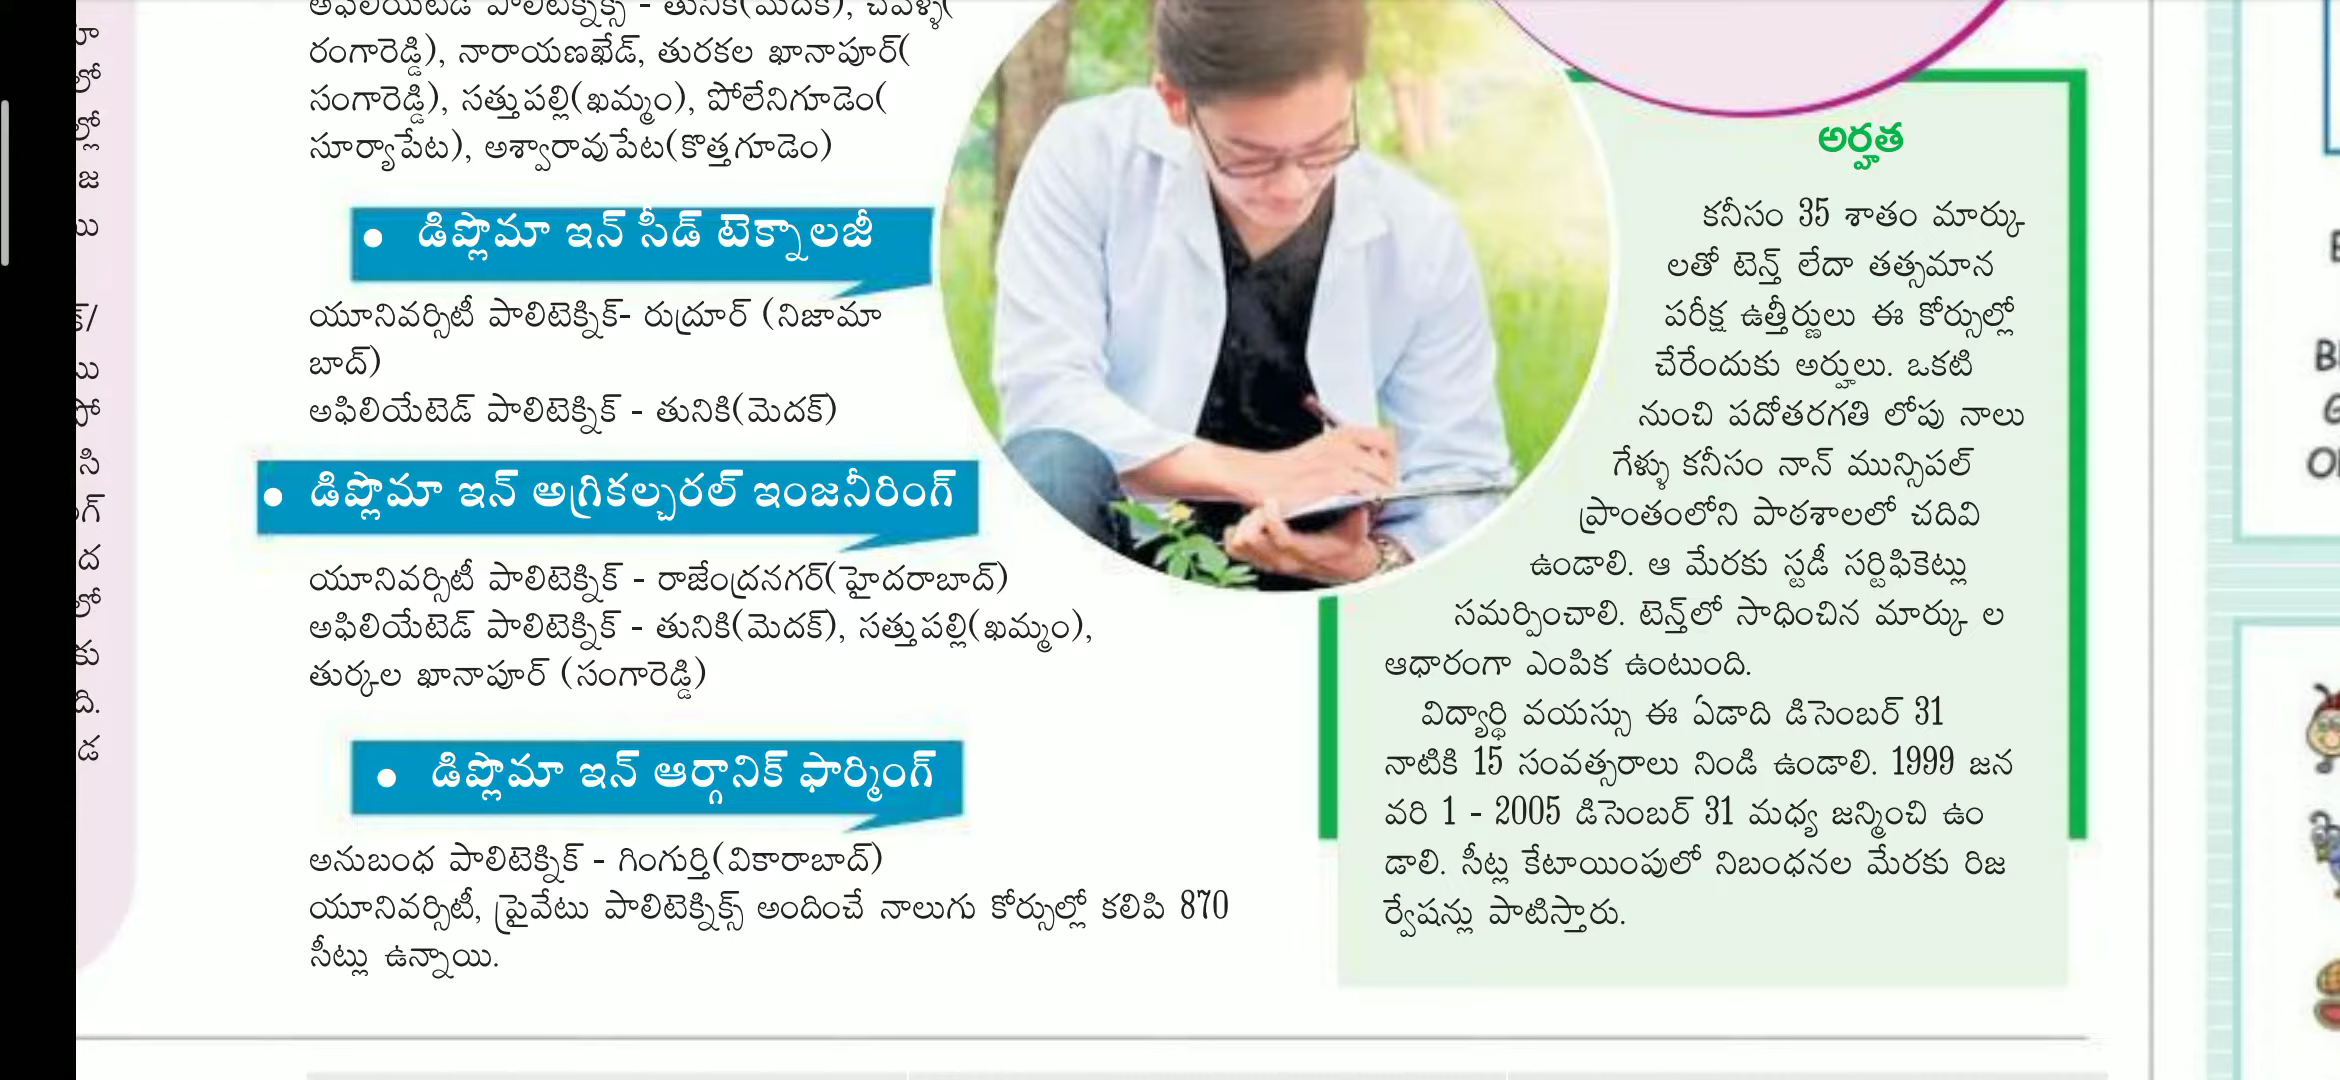 రంగారెడ్డి), నారాయణఖేడ్, తురకల ఖానాపూర్(
సంగారెడ్డి), సత్తుపల్లి(ఖమ్మం), పోలేనిగూడెం(
సూర్యాపేట), అశ్వారావుపేట(కొత్తగూడెం)
• డిప్లొమా ఇన్ సీడ్ టెక్నాలజీ
యూనివర్సిటీ పాలిటెక్నిక్- రుద్రూర్ (నిజామా
బాద్)
అఫిలియేటెడ్ పాలిటెక్నిక్ - తునికి(మెదక్)
• డిప్లొమా ఇన్ అగ్రికల్చరల్ ఇంజనీరింగ్
యూనివర్సిటీ పాలిటెక్నిక్ - రాజేంద్రనగర్(హైదరాబాద్)
అఫిలియేటెడ్ పాలిటెక్నిక్ - తునికి(మెదక్), సత్తుపల్లి(ఖమ్మం),
తుర్కల ఖానాపూర్ (సంగారెడ్డి)
• డిప్లొమా ఇన్ ఆర్గానిక్ ఫార్మింగ్
అనుబంధ పాలిటెక్నిక్ - గింగుర్తి(వికారాబాద్)
యూనివర్సిటీ, ప్రైవేటు పాలిటెక్నిక్స్ అందించే నాలుగు కోర్సుల్లో కలిపి 870
సీట్లు ఉన్నాయి.
అర్హత
కనీసం 35 శాతం మార్కు
లతో టెన్త్ లేదా తత్సమాన
పరీక్ష ఉత్తీర్ణులు ఈ కోర్సుల్లో
చేరేందుకు అర్హులు. ఒకటి
నుంచి పదోతరగతి లోపు నాలు
గేళ్ళు కనీసం నాన్ మున్సిపల్
ప్రాంతంలోని పాఠశాలలో చదివి
ఉండాలి. ఆ మేరకు స్టడీ సర్టిఫికెట్లు
సమర్పించాలి. టెన్త్‌లో సాధించిన మార్కు ల
ఆధారంగా ఎంపిక ఉంటుంది.
విద్యార్థి వయస్సు ఈ ఏడాది డిసెంబర్ 31
నాటికి 15 సంవత్సరాలు నిండి ఉండాలి. 1999 జన
వరి 1 - 2005 డిసెంబర్ 31 మధ్య జన్మించి ఉం
డాలి. సీట్ల కేటాయింపులో నిబంధనల మేరకు రిజ
ర్వేషన్లు పాటిస్తారు.